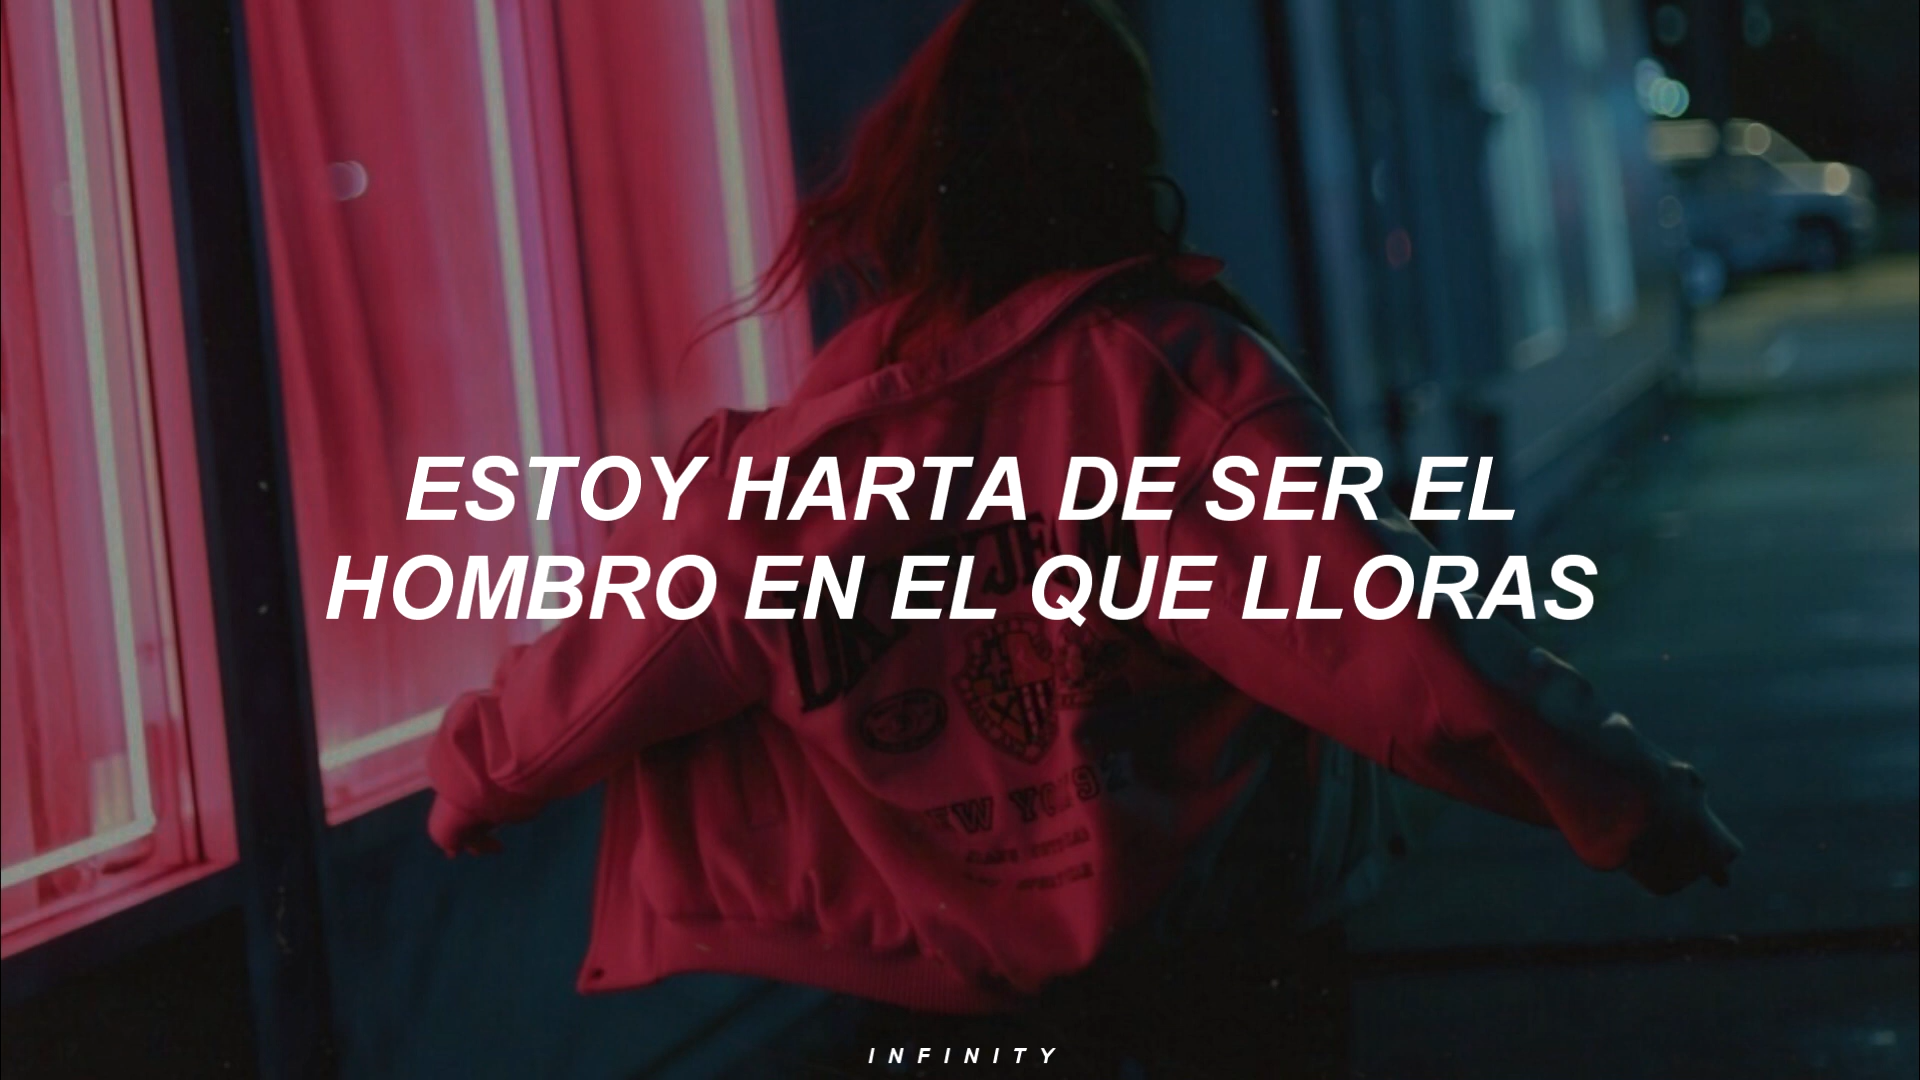 ESTOY HARTA DE SER EL
HOMBRO EN EL QUE LLORAS
INFINITY